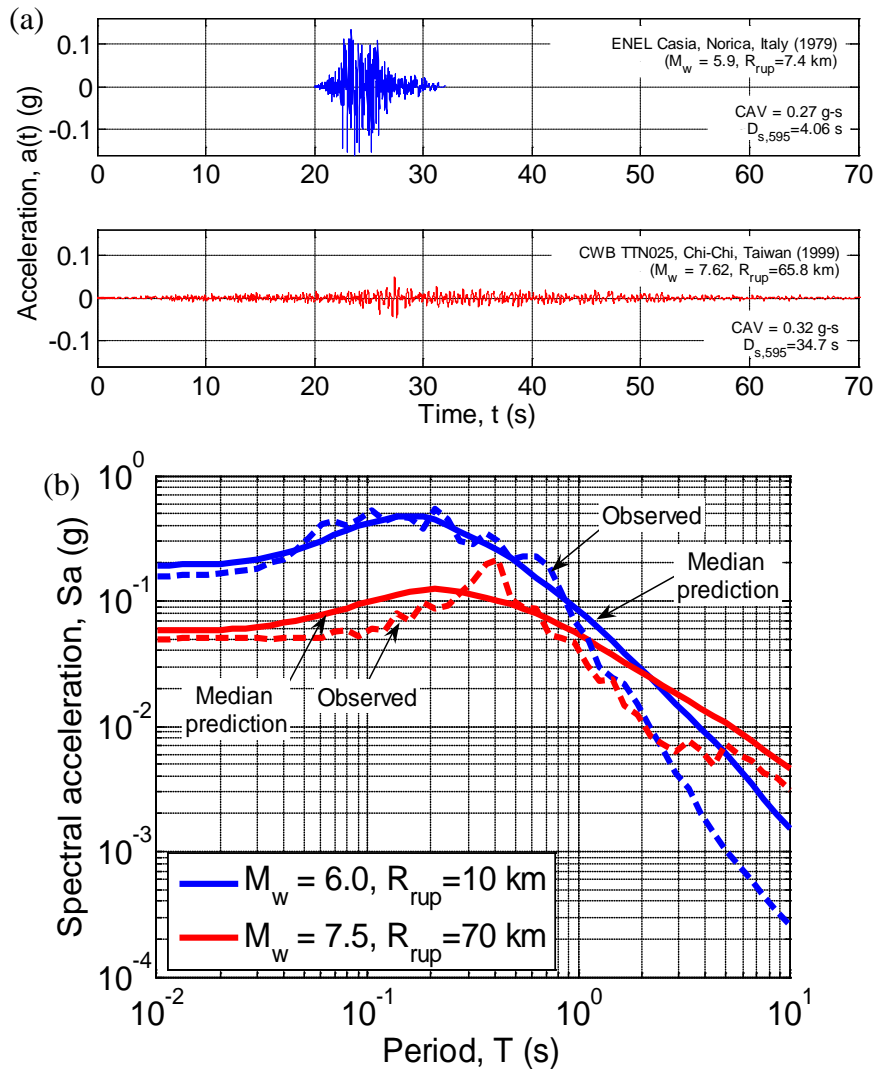 (a)
Acceleration, a(t) (g)
0.1
0
-0.1
ENEL Casia, Norica, Italy (1979)
(Mw = 5.9, Rrup=7.4 km)
CAV = 0.27 g-s
Ds,595=4.06 s
0 10 20 30 40 50 60 70
0.1
0
-0.1
CWB TTN025, Chi-Chi, Taiwan (1999)
(Mw = 7.62, Rrup=65.8 km)
CAV = 0.32 g-s
Ds,595=34.7 s
0 10 20 30 40 50 60 70
Time, t (s)
(b)
Spectral acceleration, Sa (g)
10^0
10^-1
10^-2
10^-3
10^-4
Observed
Median
prediction
Median
prediction
Observed
Mw = 6.0, Rrup=10 km
Mw = 7.5, Rrup=70 km
10^-2 10^-1 10^0 10^1
Period, T (s)